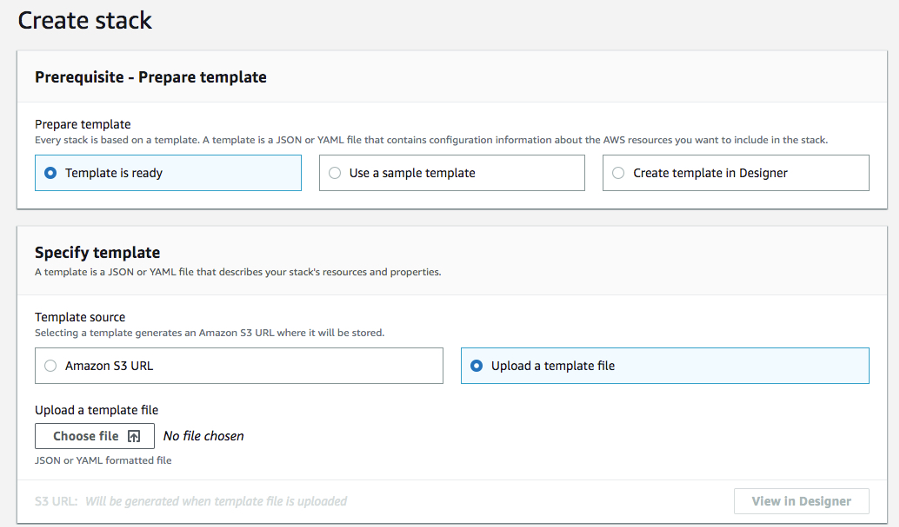 Create stack
Prerequisite - Prepare template
Prepare template
Every stack is based on a template. A template is a JSON or YAML file that contains configuration information about the AWS resources you want to include in the stack.
Template is ready
Use a sample template
Create template in Designer
Specify template
A template is a JSON or YAML file that describes your stack's resources and properties.
Template source
Selecting a template generates an Amazon S3 URL where it will be stored.
Amazon S3 URL
Upload a template file
Upload a template file
Choose file
No file chosen
JSON or YAML formatted file
S3 URL: Will be generated when template file is uploaded
View in Designer